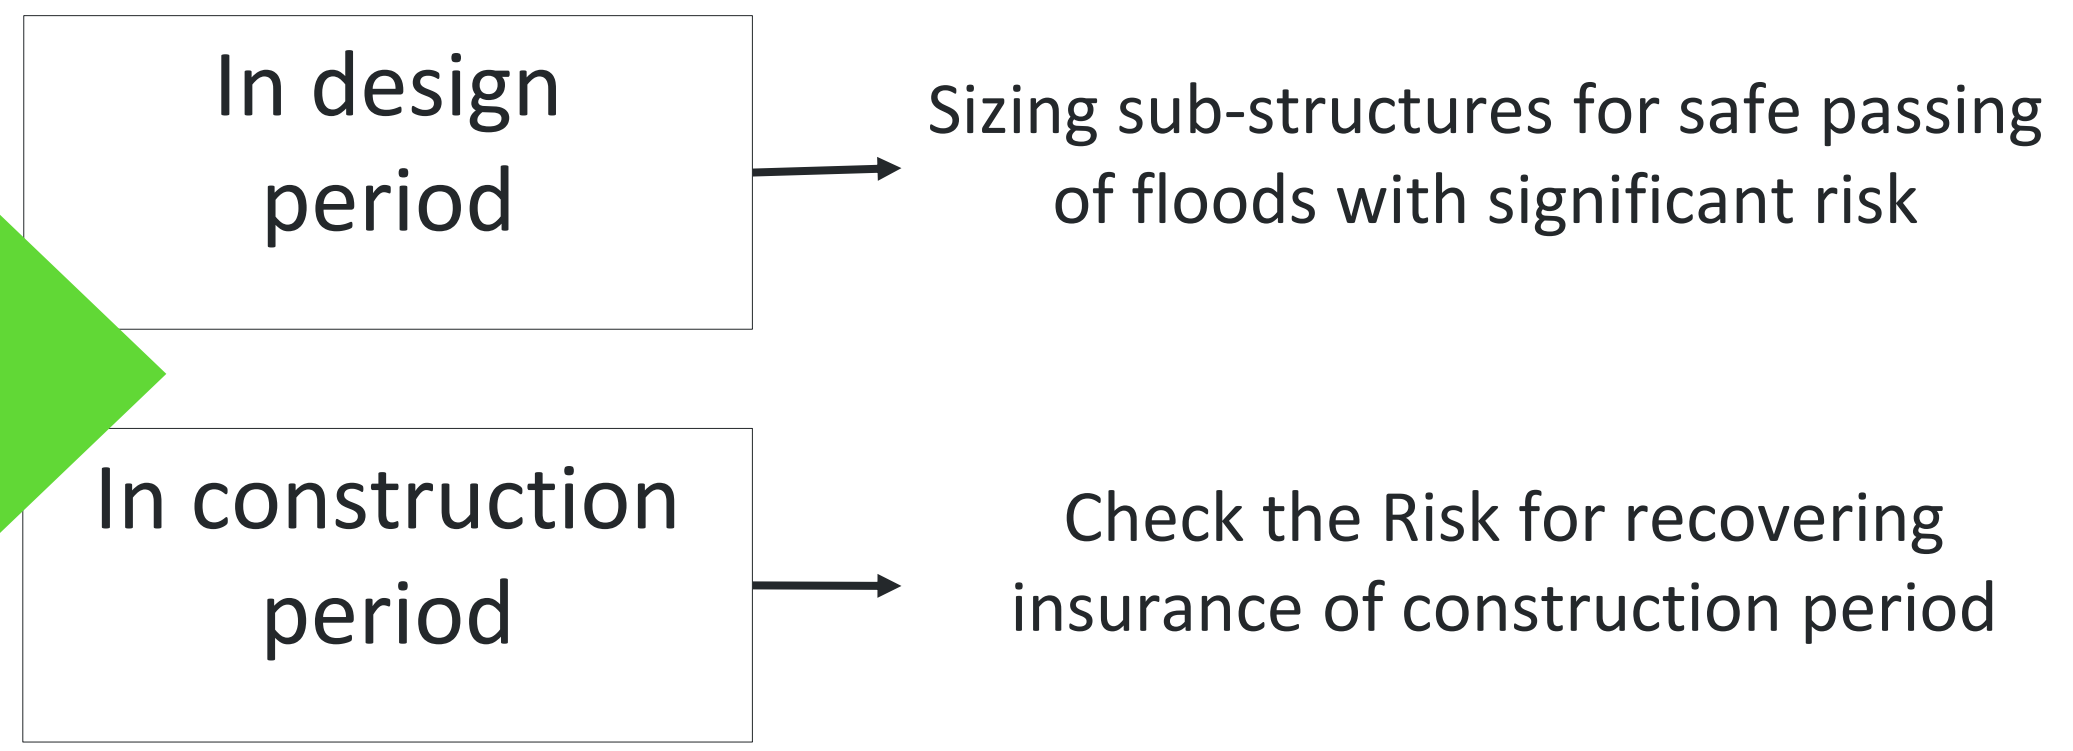 In design
period
Sizing sub-structures for safe passing
of floods with significant risk
In construction
period
Check the Risk for recovering
insurance of construction period